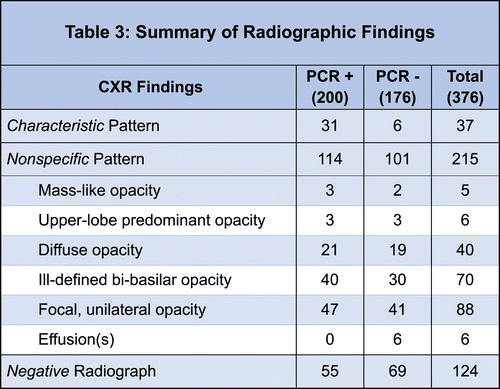 Table 3: Summary of Radiographic Findings
CXR Findings PCR + (200) PCR - (176) Total (376)
Characteristic Pattern 31 6 37
Nonspecific Pattern 114 101 215
Mass-like opacity 3 2 5
Upper-lobe predominant opacity 3 3 6
Diffuse opacity 21 19 40
Ill-defined bi-basilar opacity 40 30 70
Focal, unilateral opacity 47 41 88
Effusion(s) 0 6 6
Negative Radiograph 55 69 124